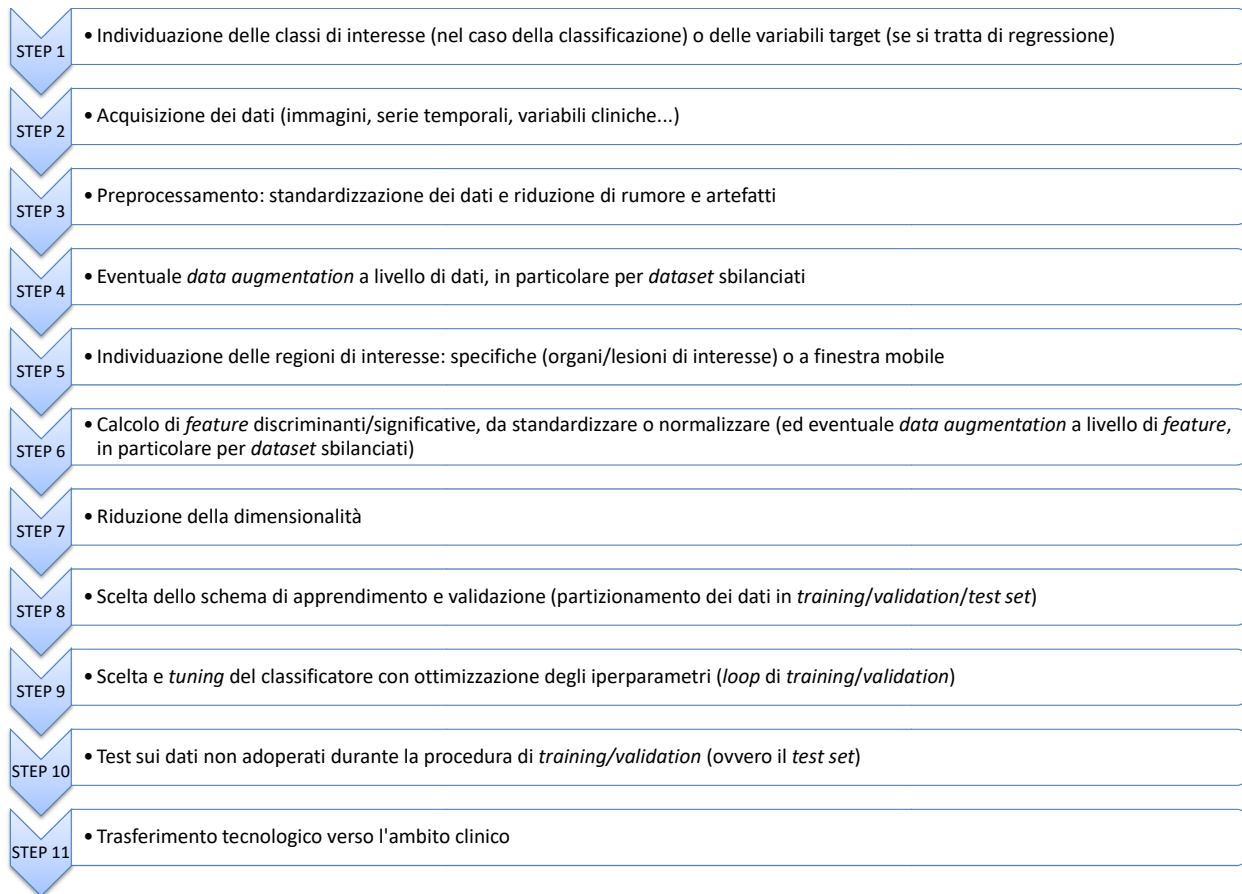 STEP 1
• Individuazione delle classi di interesse (nel caso della classificazione) o delle variabili target (se si tratta di regressione)
STEP 2
• Acquisizione dei dati (immagini, serie temporali, variabili cliniche...)
STEP 3
• Preprocessamento: standardizzazione dei dati e riduzione di rumore e artefatti
STEP 4
• Eventuale data augmentation a livello di dati, in particolare per dataset sbilanciati
STEP 5
• Individuazione delle regioni di interesse: specifiche (organi/lesioni di interesse) o a finestra mobile
STEP 6
• Calcolo di feature discriminanti/significative, da standardizzare o normalizzare (ed eventuale data augmentation a livello di feature,
in particolare per dataset sbilanciati)
STEP 7
• Riduzione della dimensionalità
STEP 8
• Scelta dello schema di apprendimento e validazione (partizionamento dei dati in training/validation/test set)
STEP 9
• Scelta e tuning del classificatore con ottimizzazione degli iperparametri (loop di training/validation)
STEP 10
• Test sui dati non adoperati durante la procedura di training/validation (ovvero il test set)
STEP 11
• Trasferimento tecnologico verso l'ambito clinico